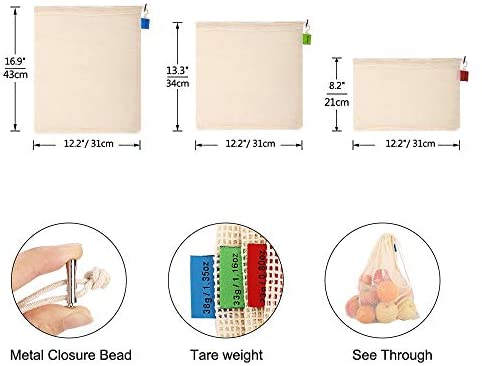 16.9"
43cm
13.3"
34cm
8.2"
21cm
12.2"/ 31cm
12.2"/ 31cm
12.2"/ 31cm
38g / 1.35oz
33g / 1.16oz
/ 0.80oz
Metal Closure Bead
Tare weight
See Through